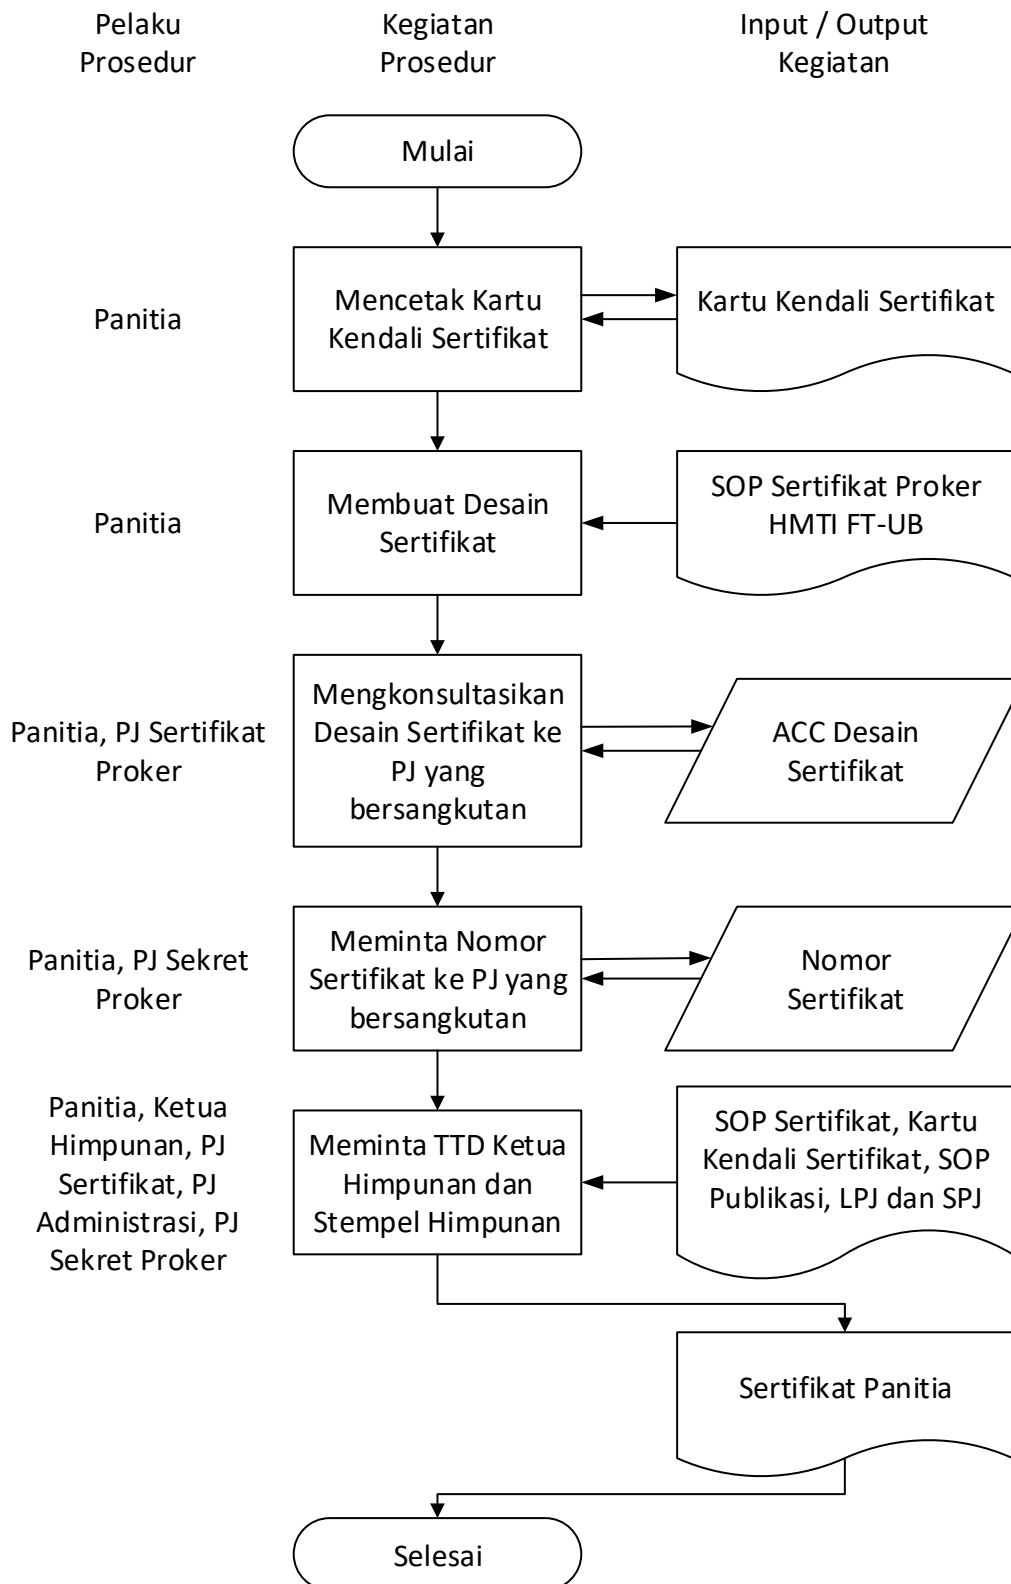 Pelaku
Prosedur
Kegiatan
Prosedur
Input / Output
Kegiatan
Mulai
Panitia
Mencetak Kartu
Kendali Sertifikat
Kartu Kendali Sertifikat
Panitia
Membuat Desain
Sertifikat
SOP Sertifikat Proker
HMTI FT-UB
Panitia, PJ Sertifikat
Proker
Mengkonsultasikan
Desain Sertifikat ke
PJ yang
bersangkutan
ACC Desain
Sertifikat
Panitia, PJ Sekret
Proker
Meminta Nomor
Sertifikat ke PJ yang
bersangkutan
Nomor
Sertifikat
Panitia, Ketua
Himpunan, PJ
Sertifikat, PJ
Administrasi, PJ
Sekret Proker
Meminta TTD Ketua
Himpunan dan
Stempel Himpunan
SOP Sertifikat, Kartu
Kendali Sertifikat, SOP
Publikasi, LPJ dan SPJ
Sertifikat Panitia
Selesai